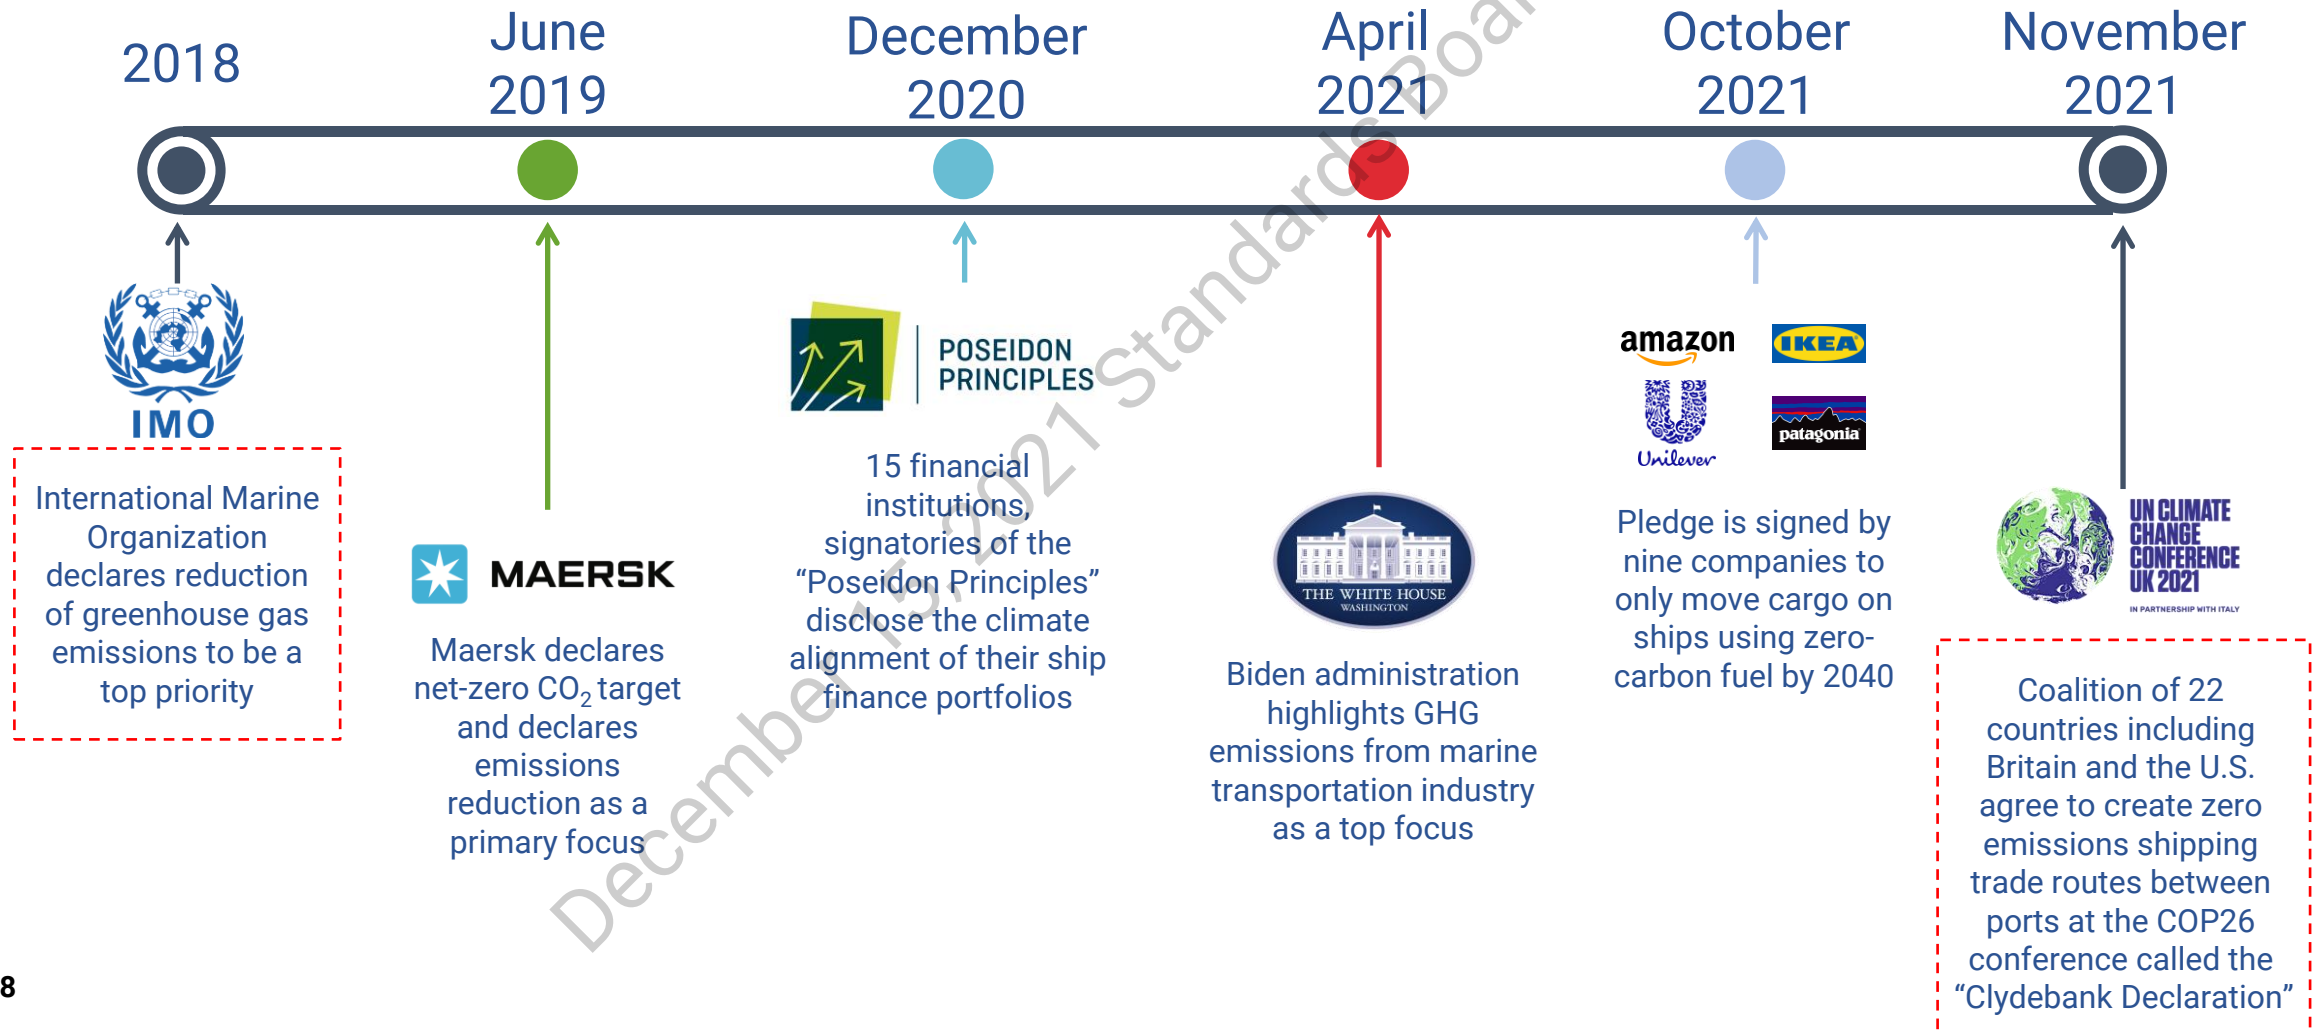 2018
June
2019
December
2020
April
2021
October
2021
November
2021
IMO
International Marine
Organization
declares reduction
of greenhouse gas
emissions to be a
top priority
MAERSK
Maersk declares
net-zero CO₂ target
and declares
emissions
reduction as a
primary focus
POSEIDON
PRINCIPLES
15 financial
institutions,
signatories of the
“Poseidon Principles”
disclose the climate
alignment of their ship
finance portfolios
THE WHITE HOUSE
WASHINGTON
Biden administration
highlights GHG
emissions from marine
transportation industry
as a top focus
amazon
IKEA
Unilever
patagonia
Pledge is signed by
nine companies to
only move cargo on
ships using zero-
carbon fuel by 2040
UN CLIMATE
CHANGE
CONFERENCE
UK 2021
IN PARTNERSHIP WITH ITALY
Coalition of 22
countries including
Britain and the U.S.
agree to create zero
emissions shipping
trade routes between
ports at the COP26
conference called the
“Clydebank Declaration”
December 15, 2021 Standards Boar
8